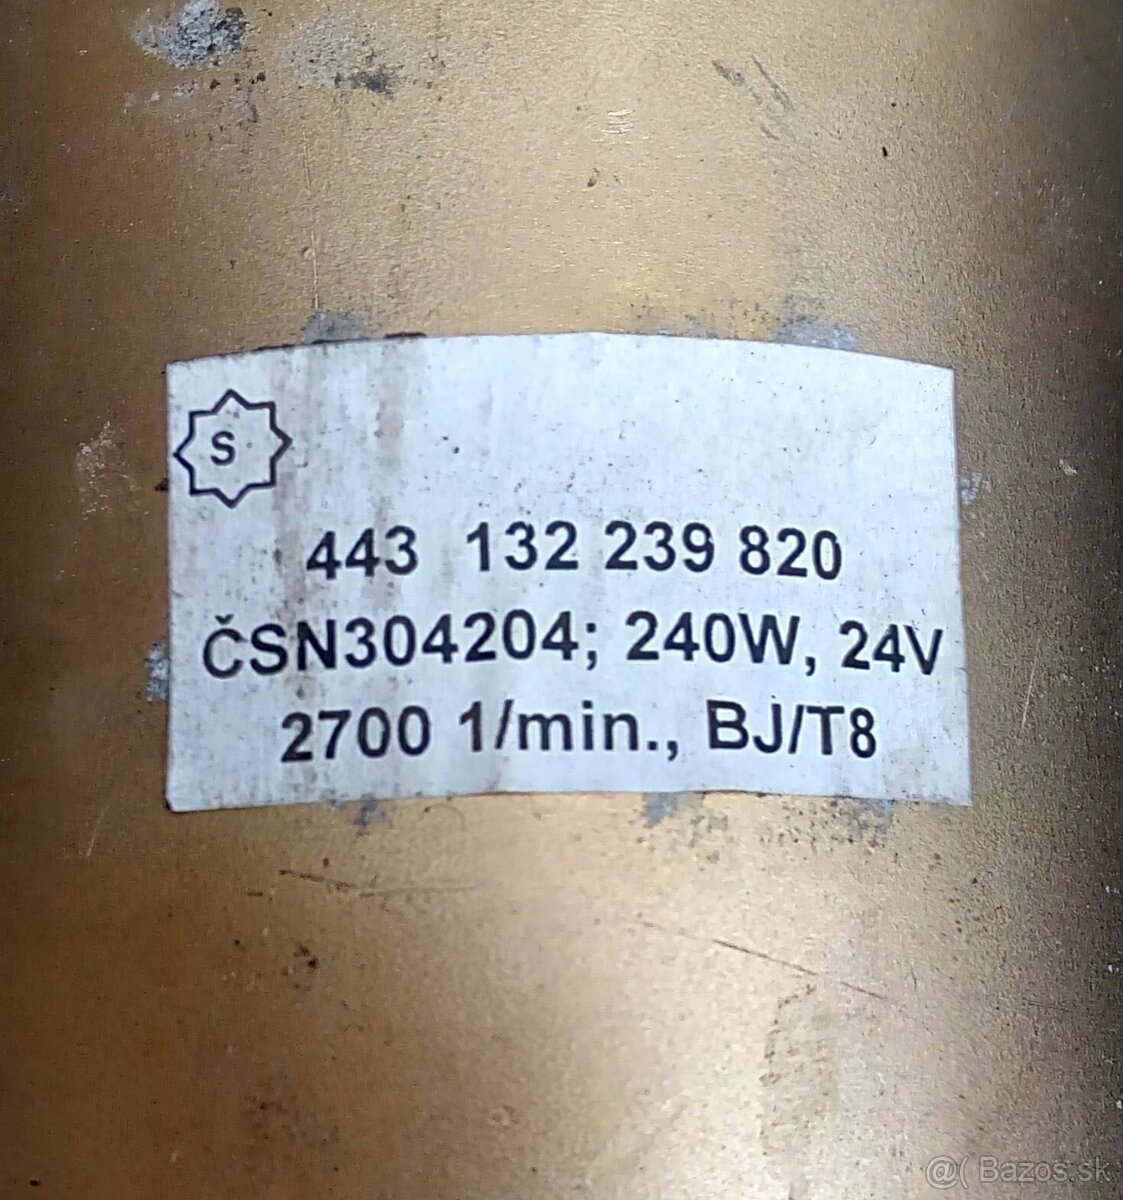 S
443 132 239 820
ČSN304204; 240W, 24V
2700 1/min., BJ/T8
@( Bazos.sk